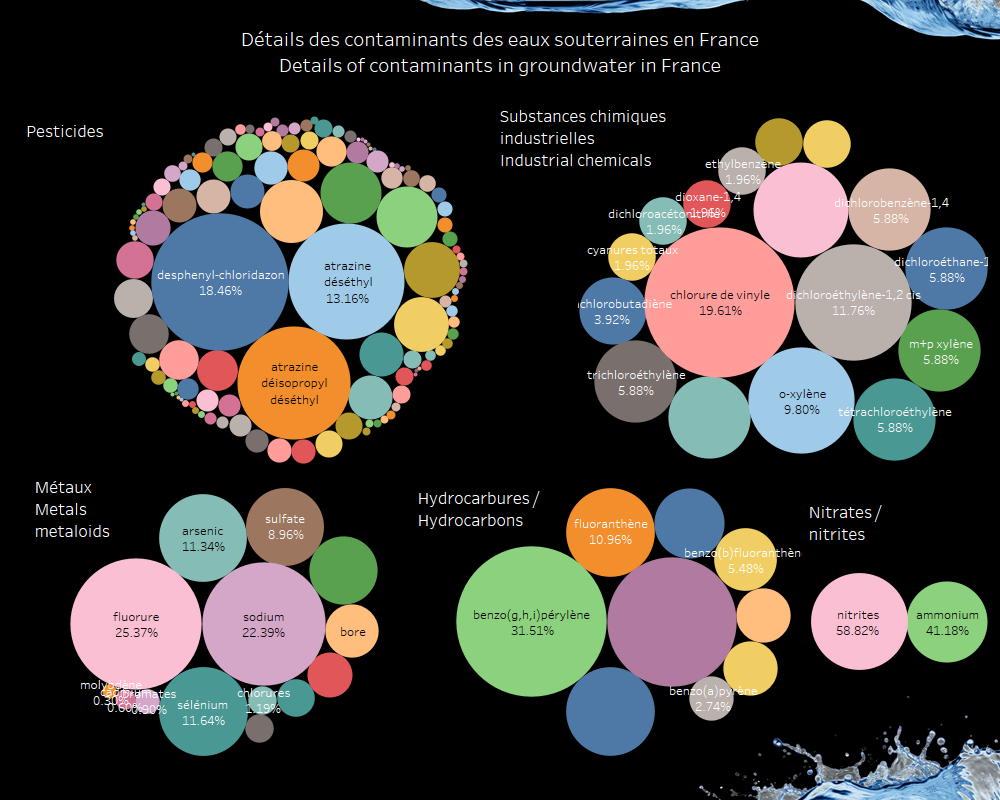 Détails des contaminants des eaux souterraines en France
Details of contaminants in groundwater in France
Pesticides
desphenyl-chloridazon
18.46%
atrazine
déséthyl
13.16%
atrazine
déisopropyl
déséthyl
Substances chimiques
industrielles
Industrial chemicals
ethylbenzène
1.96%
dioxane-1,4
1.96%
dichloroacétonitrile
1.96%
cyanures totaux
1.96%
chlorobutadiène
3.92%
trichloroéthylène
5.88%
chlorure de vinyle
19.61%
dichloroéthylène-1,2 cis
11.76%
dichlorobenzène-1,4
5.88%
dichloroéthane-1
5.88%
m+p xylène
5.88%
o-xylène
9.80%
tétrachloroéthylène
5.88%
Métaux
Metals
metaloids
arsenic
11.34%
sulfate
8.96%
fluorure
25.37%
sodium
22.39%
bore
sélénium
11.64%
chlorures
1.19%
0.30%
0.60%
0.90%
Hydrocarbures /
Hydrocarbons
fluoranthène
10.96%
benzo(b)fluoranthèn
5.48%
benzo(g,h,i)pérylène
31.51%
benzo(a)pyrène
2.74%
Nitrates /
nitrites
nitrites
58.82%
ammonium
41.18%